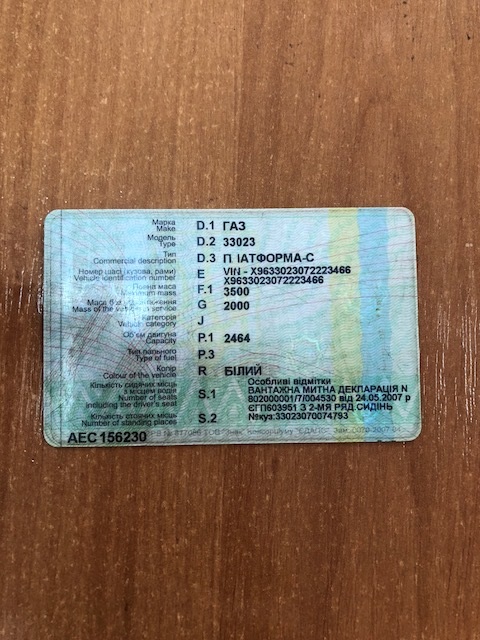 Марка D.1 ГАЗ
Make
Модель D.2 33023
Type
Тип D.3 П ІАТФОРМА-С
Commercial description
Номер шасі (кузова, рами) E VIN - X9633023072223466
Vehicle identification number X9633023072223466
Повна маса F.1 3500
Maximum mass
Маса без навантаження G 2000
Mass of the vehicle in service
Категорія J
Vehicle category
Об'єм двигуна P.1 2464
Capacity
Тип пального P.3
Type of fuel
Колір R БІЛИЙ
Colour of the vehicle
Кількість сидячих місць Особливі відмітки
з місцем водія ВАНТАЖНА МИТНА ДЕКЛАРАЦІЯ N
Number of seats S.1 802000001/7/004530 від 24.05.2007 р
including the driver's seat ЄГП603951 З 2-МЯ РЯД СИДІНЬ
Кількість стоячих місць S.2 №куз:33023070074793
Number of standing places
AEC 156230